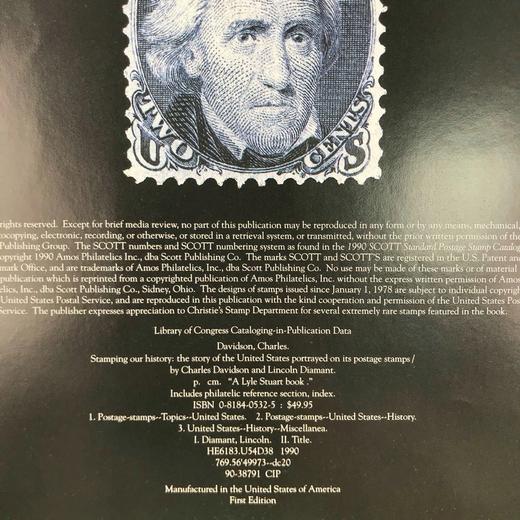 TWO CENTS
U S
rights reserved. Except for brief media review, no part of this publication may be reproduced in any form or by any means, mechanical,
ocopying, electronic, recording, or otherwise, or stored in a retrieval system, or transmitted, without the prior written permission of the
Publishing Group. The SCOTT numbers and SCOTT numbering system as found in the 1990 SCOTT Standard Postage Stamp Catalog
opyright 1990 Amos Philatelics Inc., dba Scott Publishing Co. The marks SCOTT and SCOTT'S are registered in the U.S. Patent and
mark Office, and are trademarks of Amos Philatelics, Inc., dba Scott Publishing Co. No use may be made of these marks or of material
publication which is reprinted from a copyrighted publication of Amos Philatelics, Inc. without the express written permission of Amos
s, Inc., dba Scott Publishing Co., Sidney, Ohio. The designs of stamps issued since January 1, 1978 are subject to individual copyrigh
United States Postal Service, and are reproduced in this publication with the kind cooperation and permission of the United States Pos
Service. The publisher expresses appreciation to Christie's Stamp Department for several extremely rare stamps featured in the book.
Library of Congress Cataloging-in-Publication Data
Davidson, Charles.
Stamping our history: the story of the United States portrayed on its postage stamps/
by Charles Davidson and Lincoln Diamant.
p. cm. "A Lyle Stuart book ."
Includes philatelic reference section, index.
ISBN 0-8184-0532-5 : $49.95
1. Postage-stamps--Topics--United States. 2. Postage-stamps--United States--History.
3. United States--History--Miscellanea.
I. Diamant, Lincoln. II. Title.
HE6183.U54D38 1990
769.56'49973--dc20
90-38791 CIP
Manufactured in the United States of America
First Edition